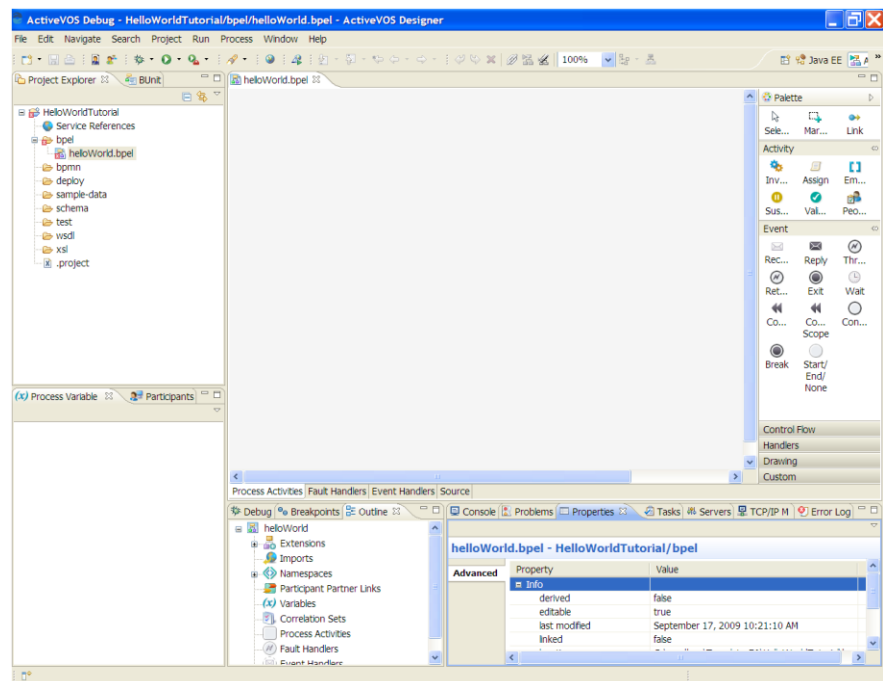 ActiveVOS Debug - HelloWorldTutorial/bpel/helloWorld.bpel - ActiveVOS Designer
File Edit Navigate Search Project Run Process Window Help
100%
Java EE
»
Project Explorer
BUnit
HelloWorldTutorial
Service References
bpel
helloWorld.bpel
bpmn
deploy
sample-data
schema
test
wsdl
xsl
.project
(x) Process Variable
Participants
helloWorld.bpel
Process Activities Fault Handlers Event Handlers Source
Palette
Sele... Mar... Link
Activity
Inv... Assign Em...
Sus... Val... Peo...
Event
Rec... Reply Thr...
Ret... Exit Wait
Co... Co... Con...
Scope
Break Start/
End/
None
Control Flow
Handlers
Drawing
Custom
Debug Breakpoints Outline
helloWorld
Extensions
Imports
Namespaces
Participant Partner Links
(x) Variables
Correlation Sets
Process Activities
Fault Handlers
Event Handlers
Console Problems Properties Tasks Servers TCP/IP M Error Log
helloWorld.bpel - HelloWorldTutorial/bpel
Advanced
Property Value
Info
derived false
editable true
last modified September 17, 2009 10:21:10 AM
linked false